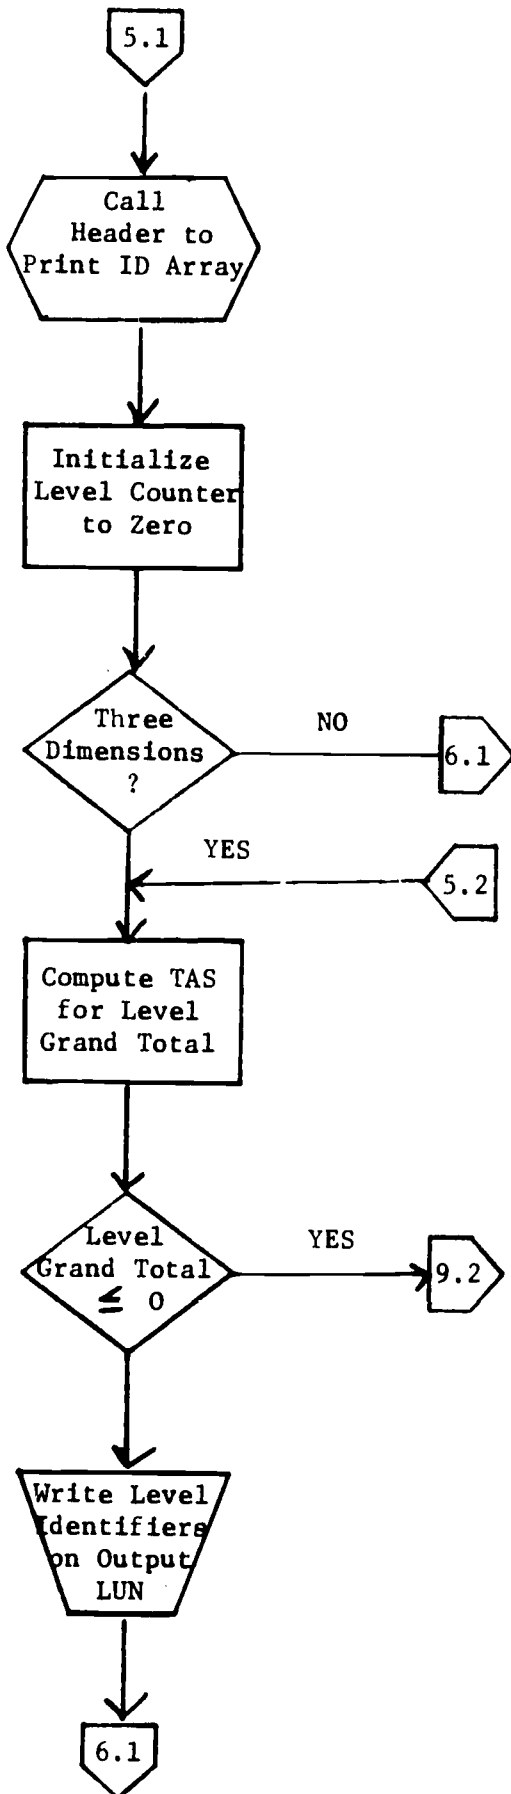 5.1
Call
Header to
Print ID Array
Initialize
Level Counter
to Zero
Three
Dimensions
?
NO
6.1
YES
5.2
Compute TAS
for Level
Grand Total
Level
Grand Total
≤ 0
YES
9.2
Write Level
Identifiers
on Output
LUN
6.1